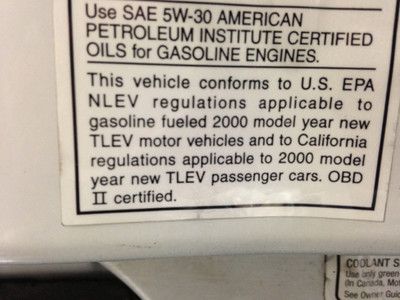 Use SAE 5W-30 AMERICAN
PETROLEUM INSTITUTE CERTIFIED
OILS for GASOLINE ENGINES.
This vehicle conforms to U.S. EPA
NLEV regulations applicable to
gasoline fueled 2000 model year new
TLEV motor vehicles and to California
regulations applicable to 2000 model
year new TLEV passenger cars. OBD
II certified.
COOLANT S
Use only green
(In Canada, Mot
See Owner Guid